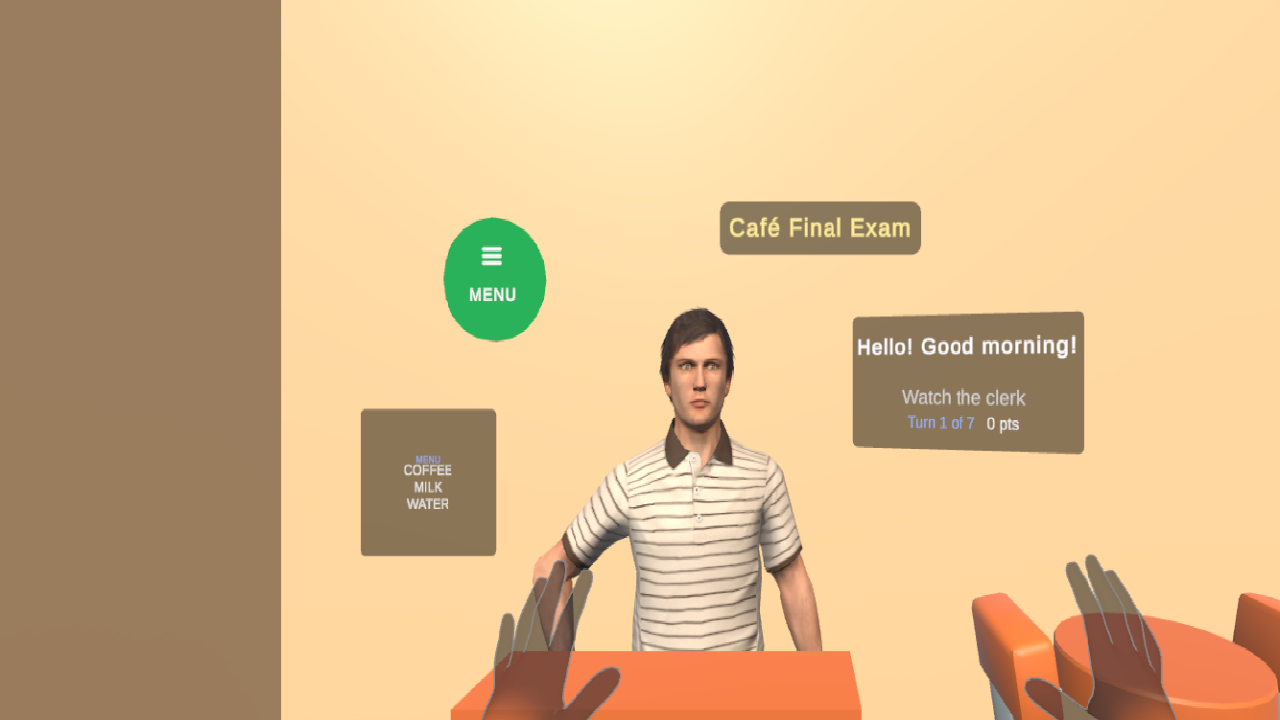 Café Final Exam
MENU
Hello! Good morning!
Watch the clerk
Turn 1 of 7 0 pts
MENU
COFFEE
MILK
WATER